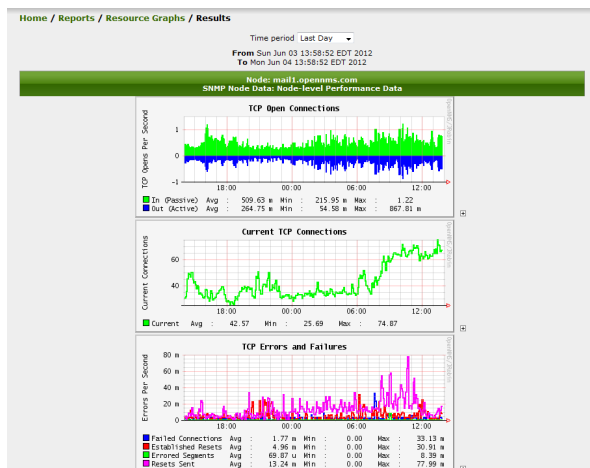 Home / Reports / Resource Graphs / Results
Time period Last Day
From Sun Jun 03 13:58:52 EDT 2012
To Mon Jun 04 13:58:52 EDT 2012
Node: mail1.opennms.com
SNMP Node Data: Node-level Performance Data
TCP Open Connections
TCP Opens Per Second
1
0
-1
18:00 00:00 06:00 12:00
In (Passive) Avg : 509.63 m Min : 215.95 m Max : 1.22
Out (Active) Avg : 264.75 m Min : 54.58 m Max : 867.81 m
Current TCP Connections
Current Connections
60
40
18:00 00:00 06:00 12:00
Current Avg : 42.57 Min : 25.69 Max : 74.87
TCP Errors and Failures
Errors Per Second
80 m
60 m
40 m
20 m
0
18:00 00:00 06:00 12:00
Failed Connections Avg : 1.77 m Min : 0.00 Max : 33.13 m
Established Resets Avg : 4.96 m Min : 0.00 Max : 30.91 m
Errored Segments Avg : 69.87 u Min : 0.00 Max : 8.39 m
Resets Sent Avg : 13.24 m Min : 0.00 Max : 77.99 m